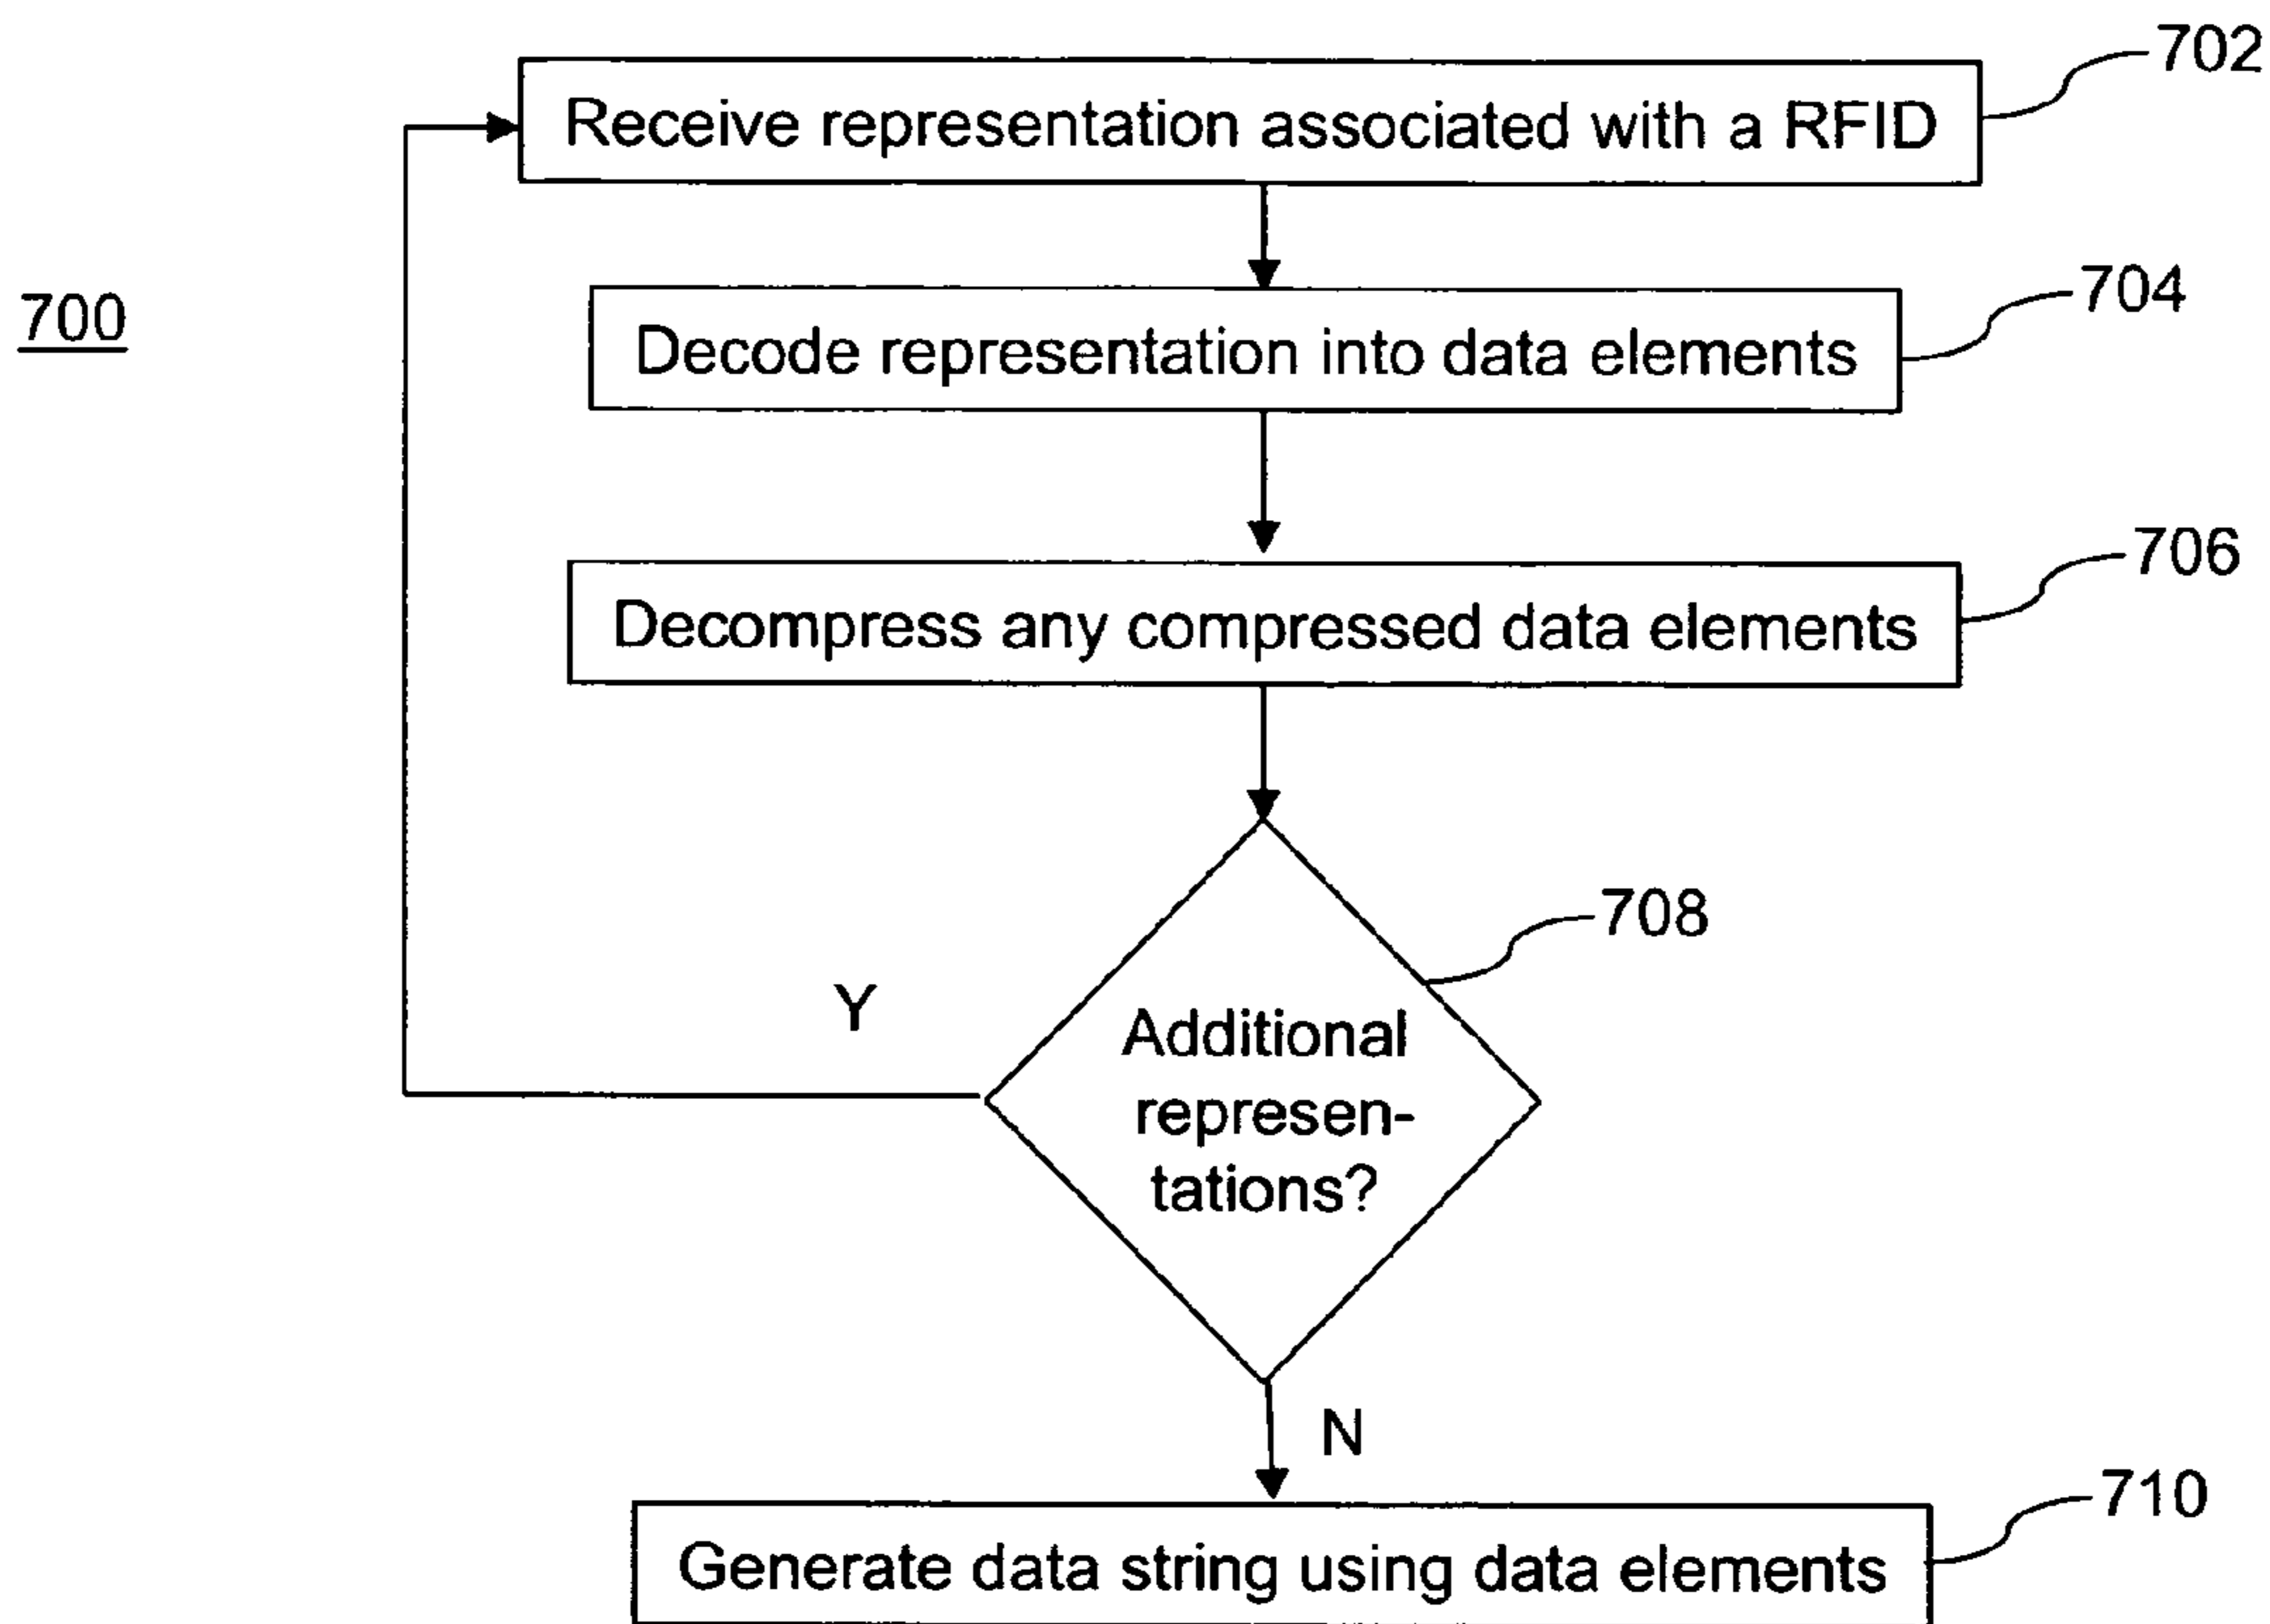 702
Receive representation associated with a RFID
704
700
Decode representation into data elements
706
Decompress any compressed data elements
708
Y
Additional
represen-
tations?
N
710
Generate data string using data elements